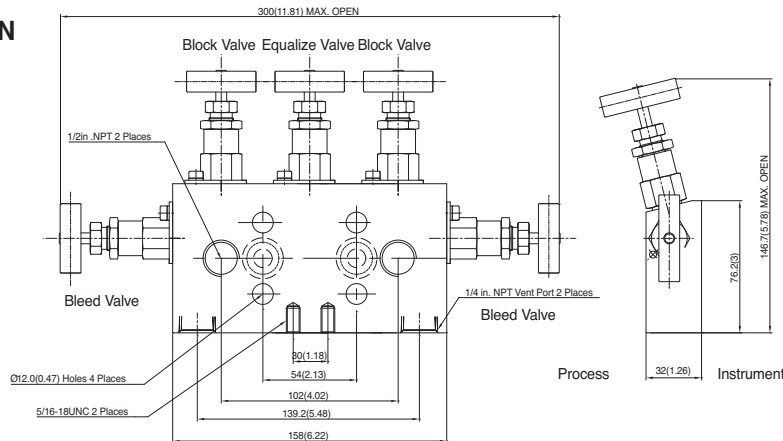 300(11.81) MAX. OPEN
N
Block Valve Equalize Valve Block Valve
1/2in .NPT 2 Places
146.7(5.78) MAX. OPEN
76.2(3)
Bleed Valve
1/4 in. NPT Vent Port 2 Places
Bleed Valve
30(1.18)
Ø12.0(0.47) Holes 4 Places
54(2.13)
Process
32(1.26)
Instrument
102(4.02)
5/16-18UNC 2 Places
139.2(5.48)
158(6.22)